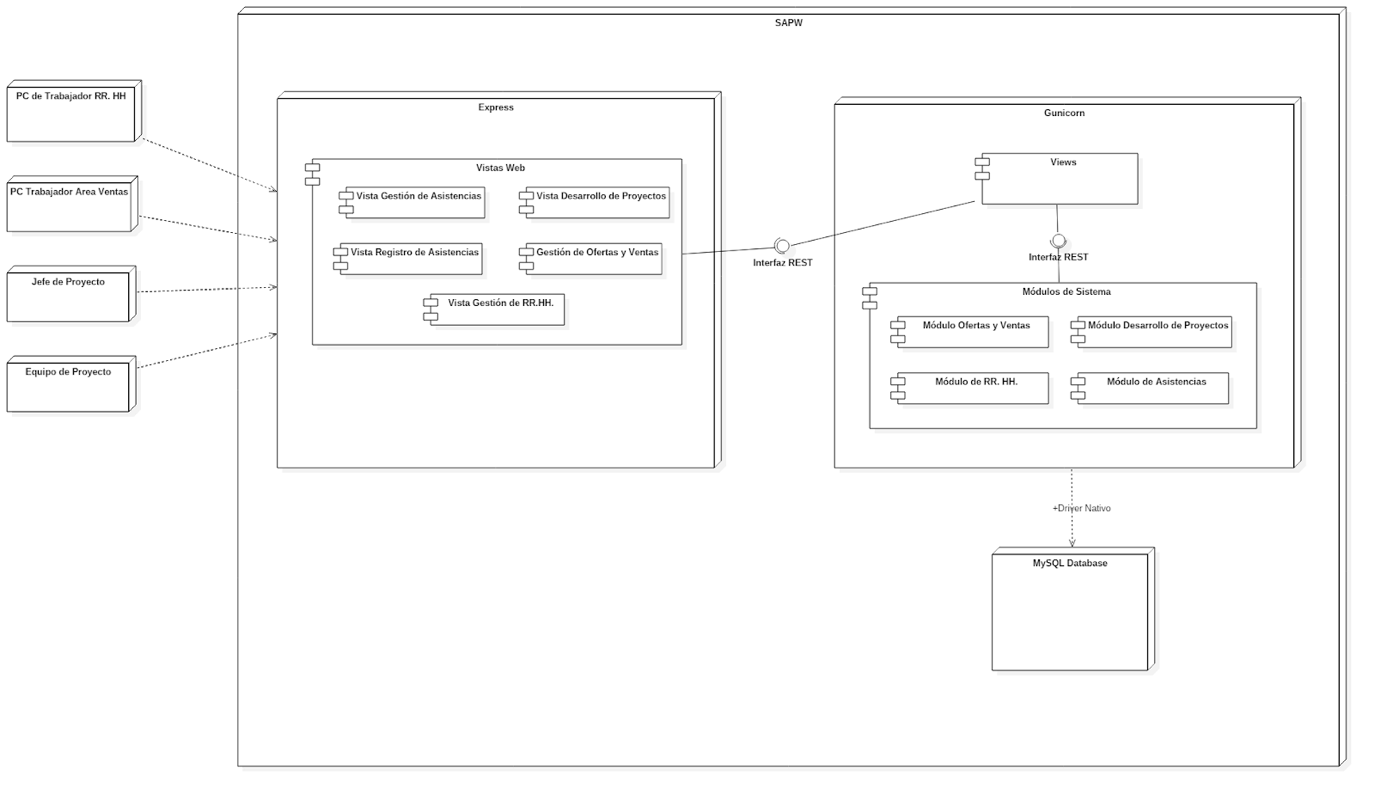 SAPW
PC de Trabajador RR. HH
PC Trabajador Area Ventas
Jefe de Proyecto
Equipo de Proyecto
Express
Vistas Web
Vista Gestión de Asistencias
Vista Desarrollo de Proyectos
Vista Registro de Asistencias
Gestión de Ofertas y Ventas
Vista Gestión de RR.HH.
Interfaz REST
Gunicorn
Views
Interfaz REST
Módulos de Sistema
Módulo Ofertas y Ventas
Módulo Desarrollo de Proyectos
Módulo de RR. HH.
Módulo de Asistencias
+Driver Nativo
MySQL Database